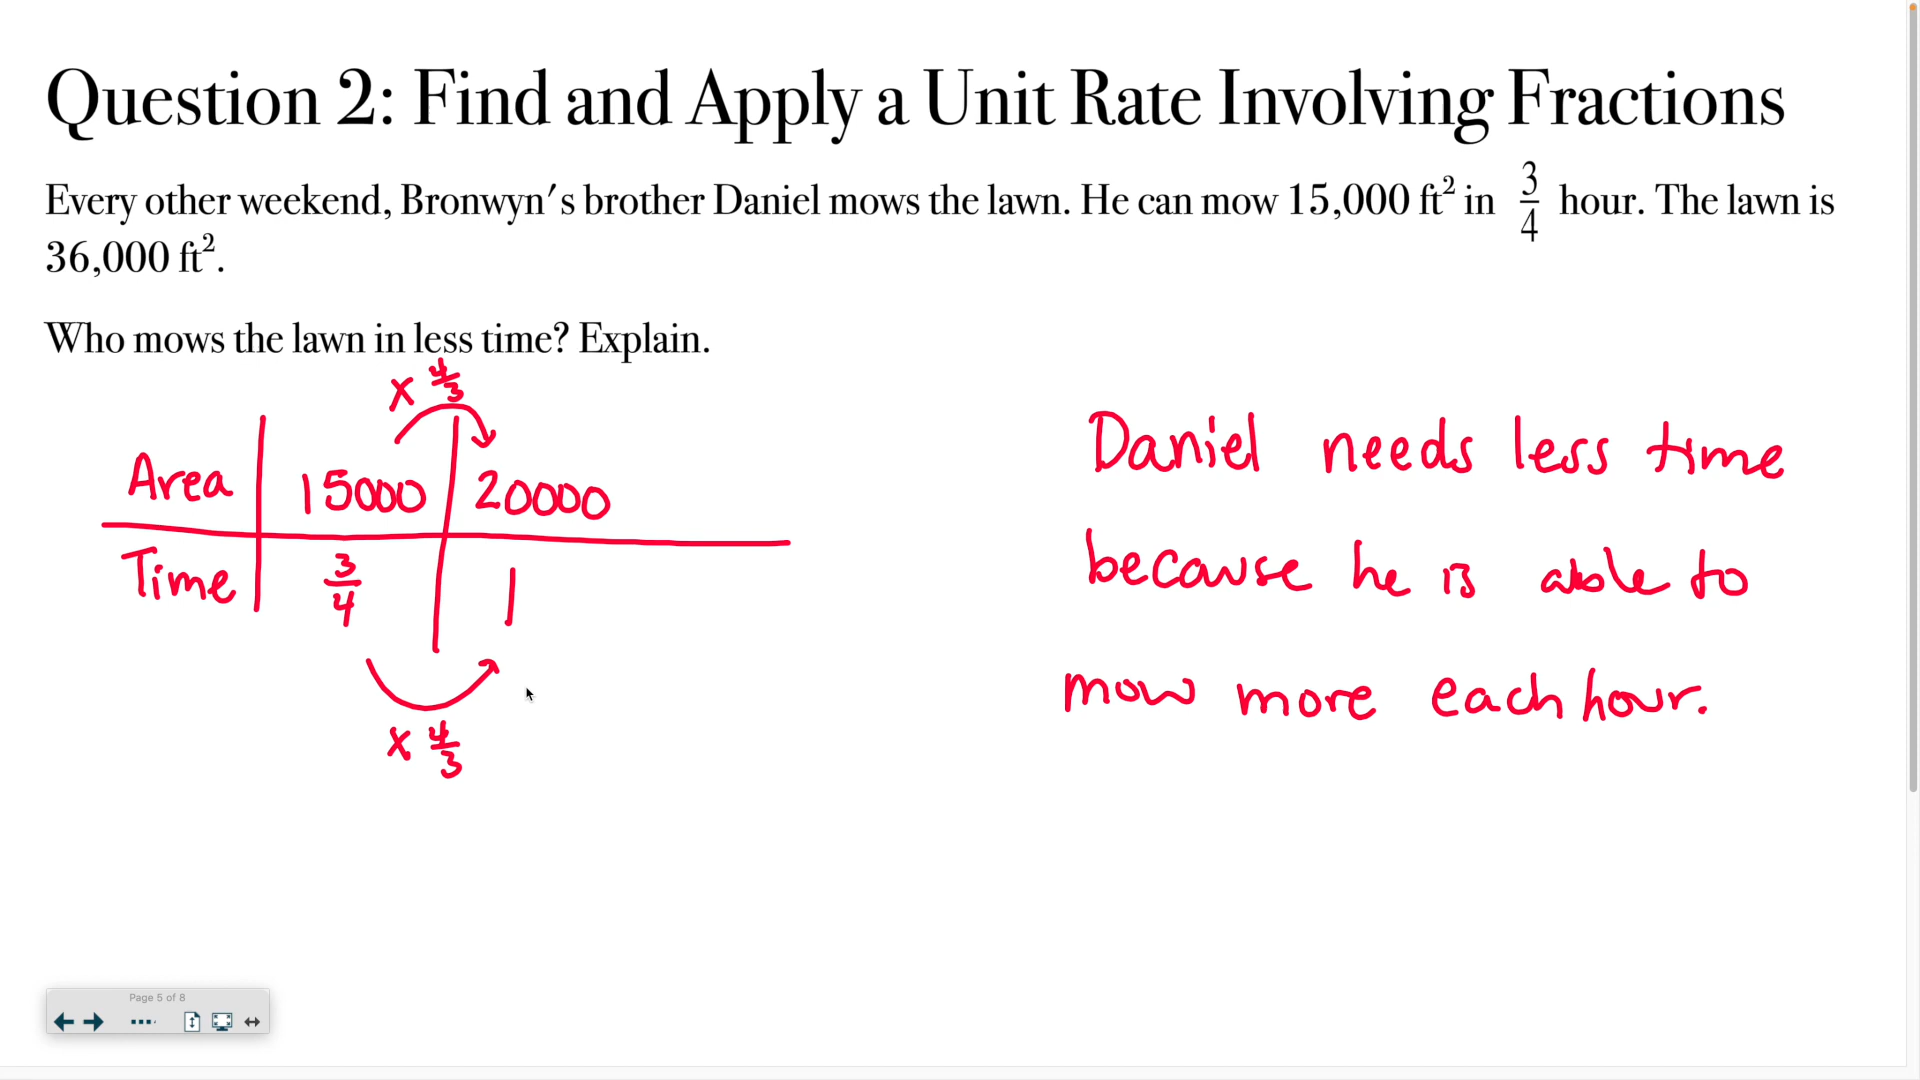 Question 2: Find and Apply a Unit Rate Involving Fractions
Every other weekend, Bronwyn's brother Daniel mows the lawn. He can mow 15,000 ft² in 3/4 hour. The lawn is
36,000 ft².
Who mows the lawn in less time? Explain.
x 4/3
Area 15000 20000
Time 3/4 1
x 4/3
Daniel needs less time
because he is able to
mow more each hour.
Page 5 of 8